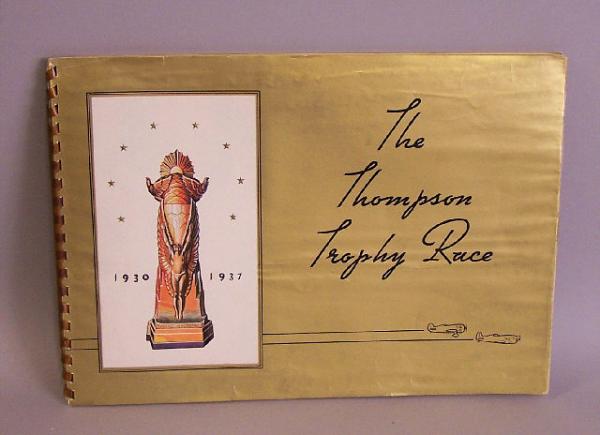 The
Thompson
Trophy Race
1930 1937